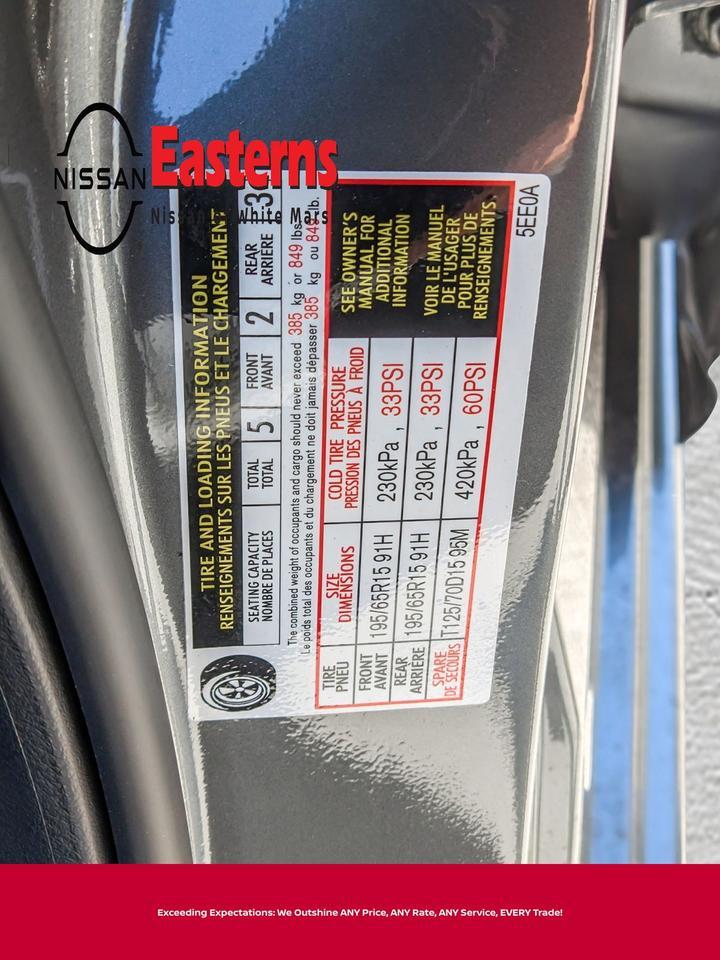 NISSAN
Easterns
Nissan of White Marsh
TIRE AND LOADING INFORMATION
RENSEIGNEMENTS SUR LES PNEUS ET LE CHARGEMENT
SEATING CAPACITY
NOMBRE DE PLACES
TOTAL
TOTAL
5
FRONT
AVANT
2
REAR
ARRIÈRE
3
The combined weight of occupants and cargo should never exceed 385 kg or 849 lbs.
Le poids total des occupants et du chargement ne doit jamais dépasser 385 kg ou 849 lb.
TIRE
PNEU
SIZE
DIMENSIONS
COLD TIRE PRESSURE
PRESSION DES PNEUS À FROID
FRONT
AVANT
195/65R15 91H
230kPa , 33PSI
REAR
ARRIÈRE
195/65R15 91H
230kPa , 33PSI
SPARE
DE SECOURS
T125/70D15 95M
420kPa , 60PSI
SEE OWNER'S
MANUAL FOR
ADDITIONAL
INFORMATION
VOIR LE MANUEL
DE L'USAGER
POUR PLUS DE
RENSEIGNEMENTS.
5EE0A
Exceeding Expectations: We Outshine ANY Price, ANY Rate, ANY Service, EVERY Trade!